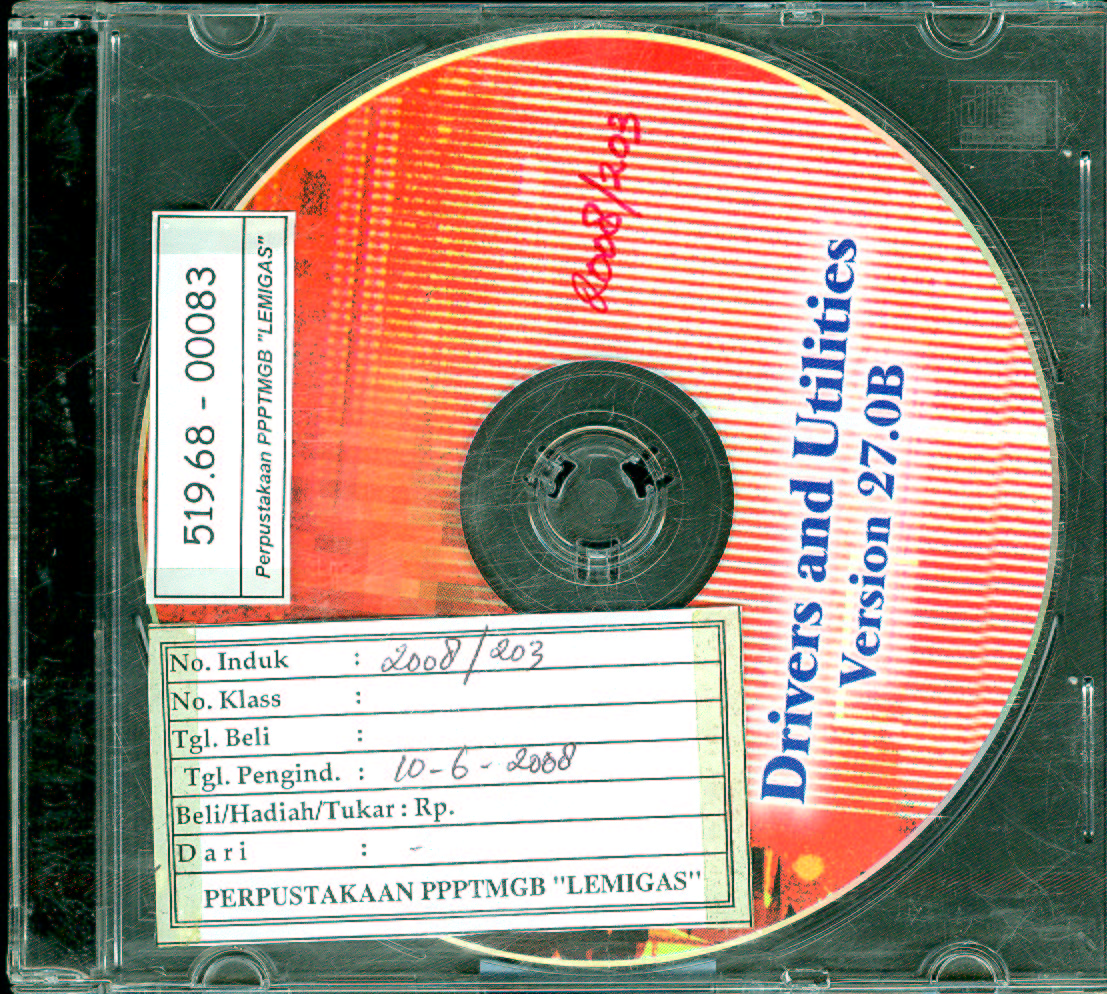 519.68 - 00083
Perpustakaan PPPTMGB "LEMIGAS"
2008/203
Drivers and Utilities
Version 27.0B
No. Induk : 2008/203
No. Klass :
Tgl. Beli :
Tgl. Pengind. : 10-6-2008
Beli/Hadiah/Tukar : Rp.
Dari : -
PERPUSTAKAAN PPPTMGB "LEMIGAS"